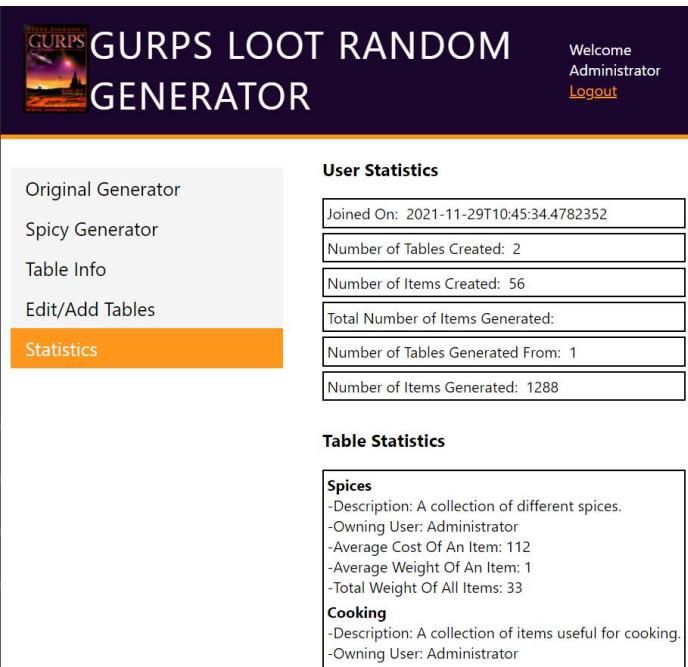 GURPS
GURPS LOOT RANDOM
GENERATOR
Welcome
Administrator
Logout
Original Generator
Spicy Generator
Table Info
Edit/Add Tables
Statistics
User Statistics
Joined On: 2021-11-29T10:45:34.4782352
Number of Tables Created: 2
Number of Items Created: 56
Total Number of Items Generated:
Number of Tables Generated From: 1
Number of Items Generated: 1288
Table Statistics
Spices
-Description: A collection of different spices.
-Owning User: Administrator
-Average Cost Of An Item: 112
-Average Weight Of An Item: 1
-Total Weight Of All Items: 33
Cooking
-Description: A collection of items useful for cooking.
-Owning User: Administrator